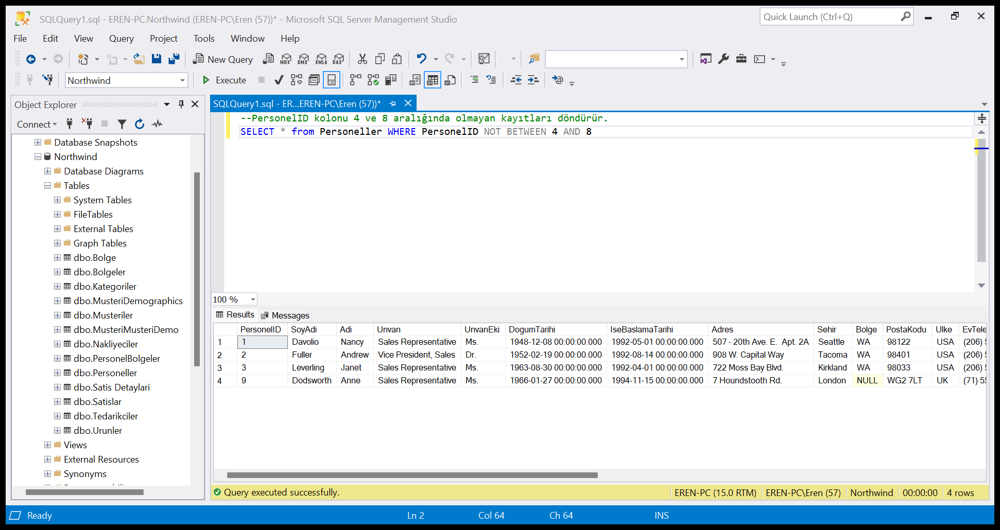 SQLQuery1.sql - EREN-PC.Northwind (EREN-PC\Eren (57))* - Microsoft SQL Server Management Studio
Quick Launch (Ctrl+Q)
File Edit View Query Project Tools Window Help
New Query MDX DMX XMLA DAX
Northwind Execute
Object Explorer
Connect
Database Snapshots
Northwind
Database Diagrams
Tables
System Tables
FileTables
External Tables
Graph Tables
dbo.Bolge
dbo.Bolgeler
dbo.Kategoriler
dbo.MusteriDemographics
dbo.Musteriler
dbo.MusteriMusteriDemo
dbo.Nakliyeciler
dbo.PersonelBolgeler
dbo.Personeller
dbo.Satis Detaylari
dbo.Satislar
dbo.Tedarikciler
dbo.Urunler
Views
External Resources
Synonyms
SQLQuery1.sql - ER...EREN-PC\Eren (57))*
--PersonelID kolonu 4 ve 8 aralığında olmayan kayıtları döndürür.
SELECT * from Personeller WHERE PersonelID NOT BETWEEN 4 AND 8
100 %
Results Messages
PersonelID SoyAdi Adi Unvan UnvanEki DogumTarihi IseBaslamaTarihi Adres Sehir Bolge PostaKodu Ulke EvTele
1 1 Davolio Nancy Sales Representative Ms. 1948-12-08 00:00:00.000 1992-05-01 00:00:00.000 507 - 20th Ave. E. Apt. 2A Seattle WA 98122 USA (206) 5
2 2 Fuller Andrew Vice President, Sales Dr. 1952-02-19 00:00:00.000 1992-08-14 00:00:00.000 908 W. Capital Way Tacoma WA 98401 USA (206) 5
3 3 Leverling Janet Sales Representative Ms. 1963-08-30 00:00:00.000 1992-04-01 00:00:00.000 722 Moss Bay Blvd. Kirkland WA 98033 USA (206) 5
4 9 Dodsworth Anne Sales Representative Ms. 1966-01-27 00:00:00.000 1994-11-15 00:00:00.000 7 Houndstooth Rd. London NULL WG2 7LT UK (71) 55
Query executed successfully. EREN-PC (15.0 RTM) EREN-PC\Eren (57) Northwind 00:00:00 4 rows
Ready Ln 2 Col 64 Ch 64 INS